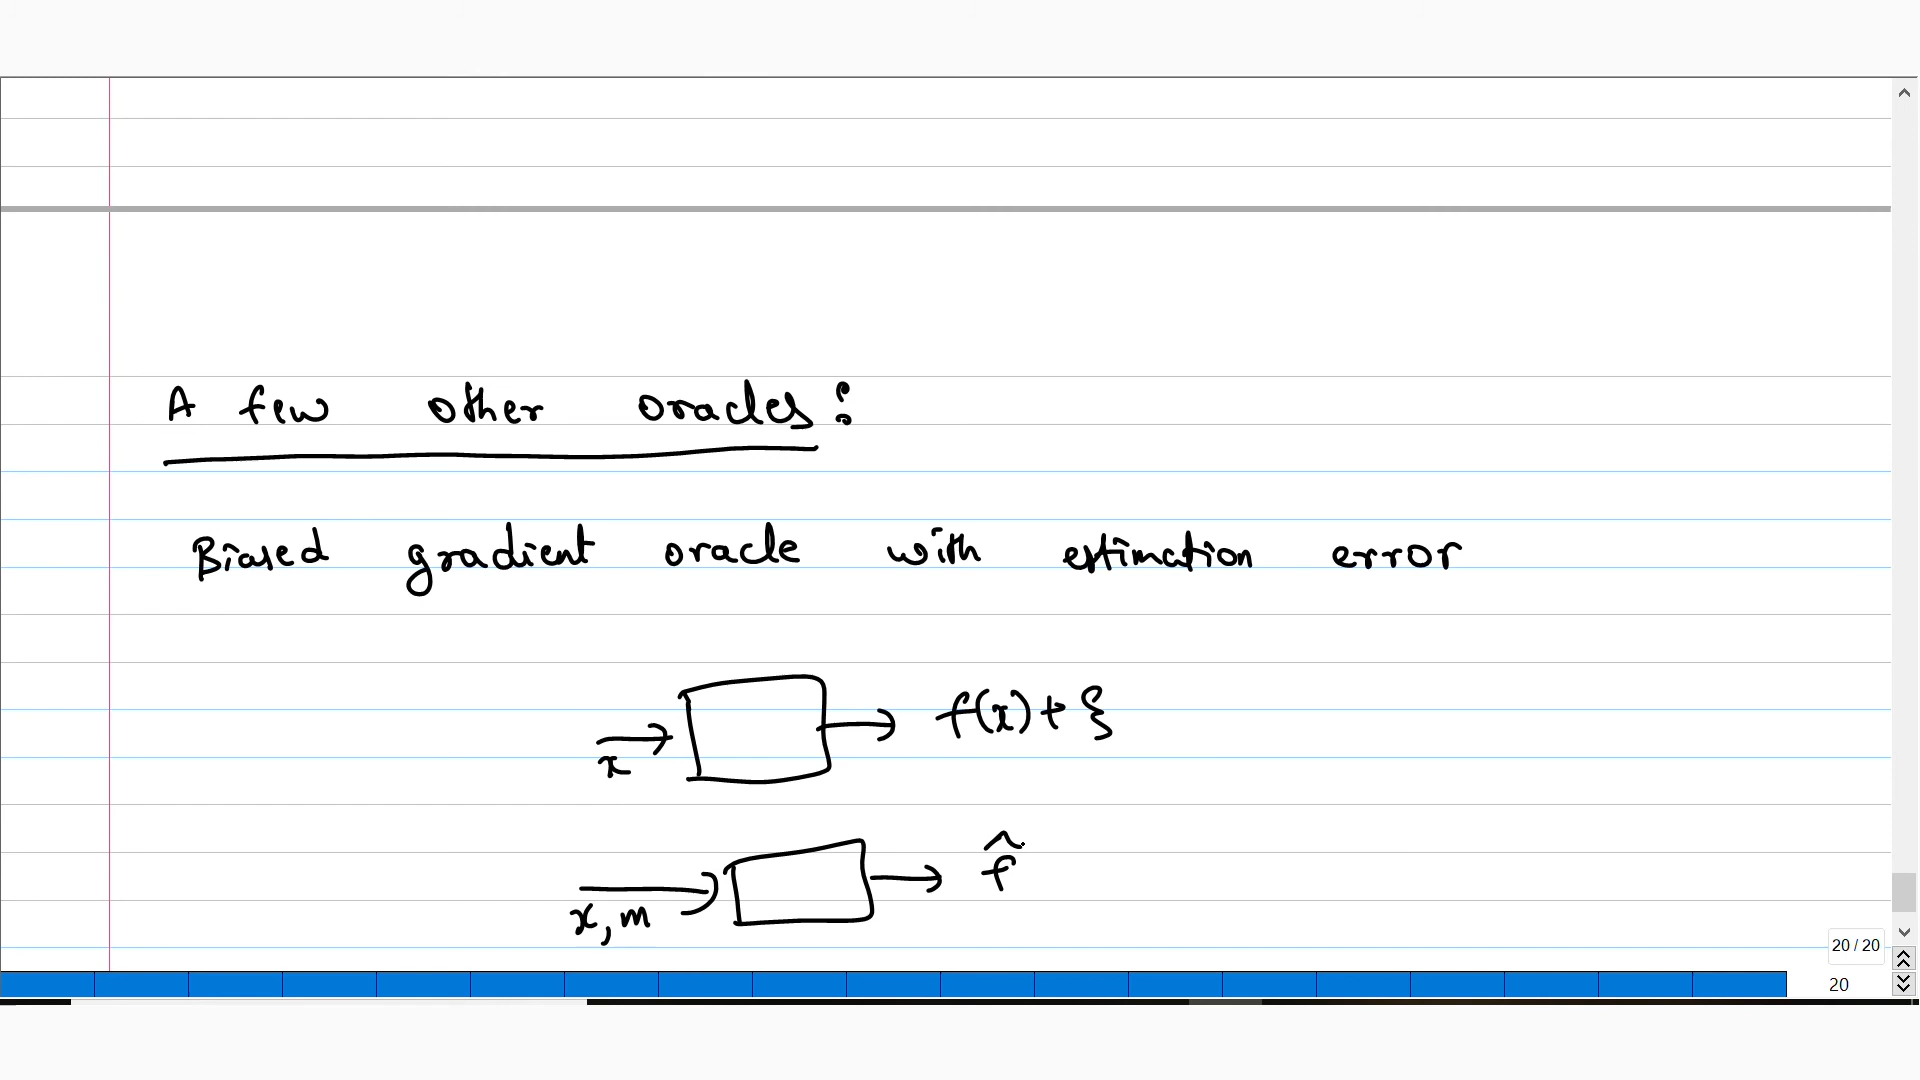 A few other oracles:
Biased gradient oracle with estimation error
x → f(x) + ξ
x, m → f̂
20 / 20
20